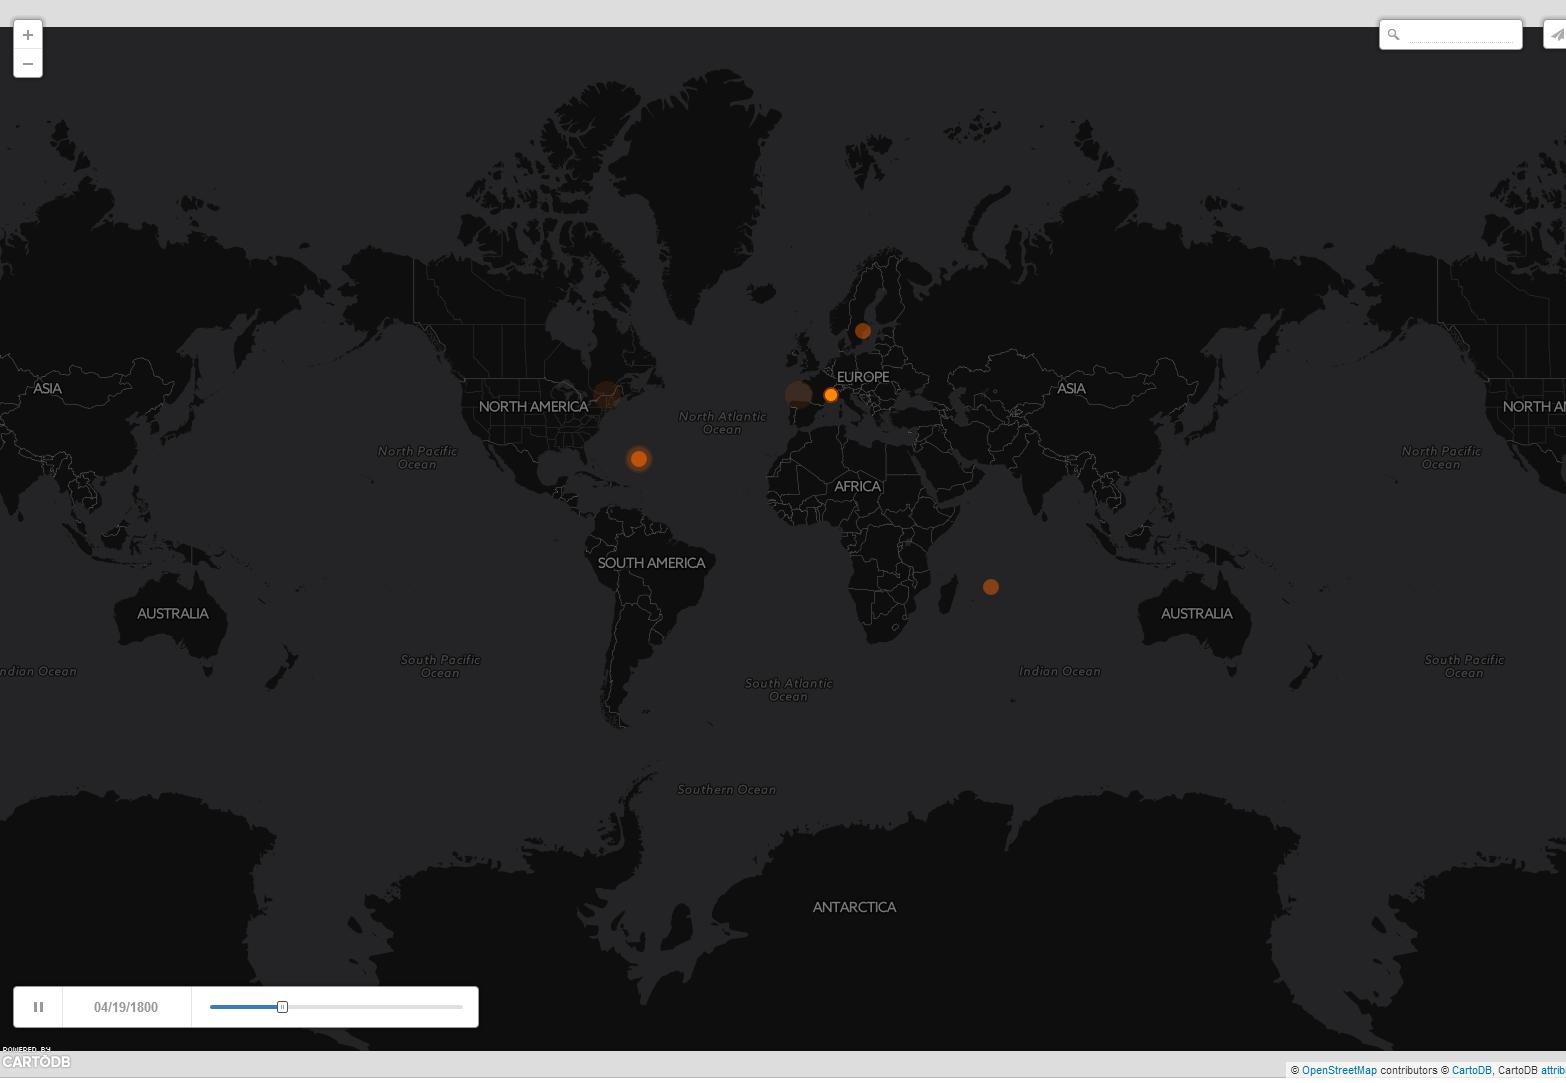 +
−
ASIA
NORTH AMERICA
North Pacific
Ocean
North Atlantic
Ocean
EUROPE
ASIA
NORTH AM
North Pacific
Ocean
AFRICA
SOUTH AMERICA
AUSTRALIA
AUSTRALIA
ndian Ocean
South Pacific
Ocean
South Atlantic
Ocean
Indian Ocean
South Pacific
Ocean
Southern Ocean
ANTARCTICA
04/19/1800
POWERED BY
CARTODB
© OpenStreetMap contributors © CartoDB, CartoDB attrib